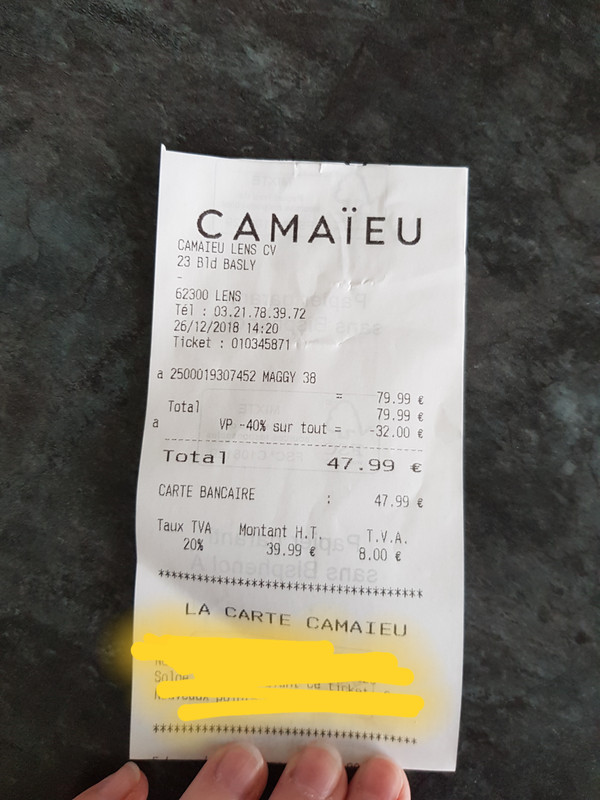 CAMAÏEU
CAMAIEU LENS CV
23 Bld BASLY
-
62300 LENS
Tél : 03.21.78.39.72
26/12/2018 14:20
Ticket : 010345871
a 2500019307452 MAGGY 38
= 79.99 €
Total 79.99 €
a VP -40% sur tout = -32.00 €
Total 47.99 €
CARTE BANCAIRE : 47.99 €
Taux TVA Montant H.T. T.V.A.
20% 39.99 € 8.00 €
****************************************
LA CARTE CAMAIEU
ce ticket
****************************************